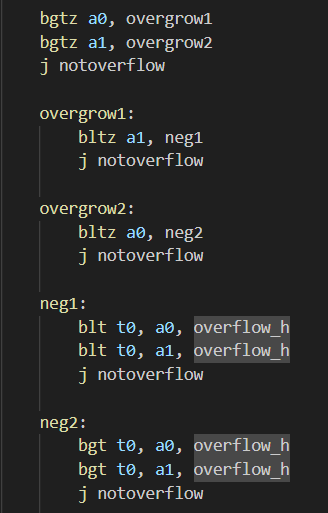 bgtz a0, overgrow1
bgtz a1, overgrow2
j notoverflow
overgrow1:
bltz a1, neg1
j notoverflow
overgrow2:
bltz a0, neg2
j notoverflow
neg1:
blt t0, a0, overflow_h
blt t0, a1, overflow_h
j notoverflow
neg2:
bgt t0, a0, overflow_h
bgt t0, a1, overflow_h
j notoverflow